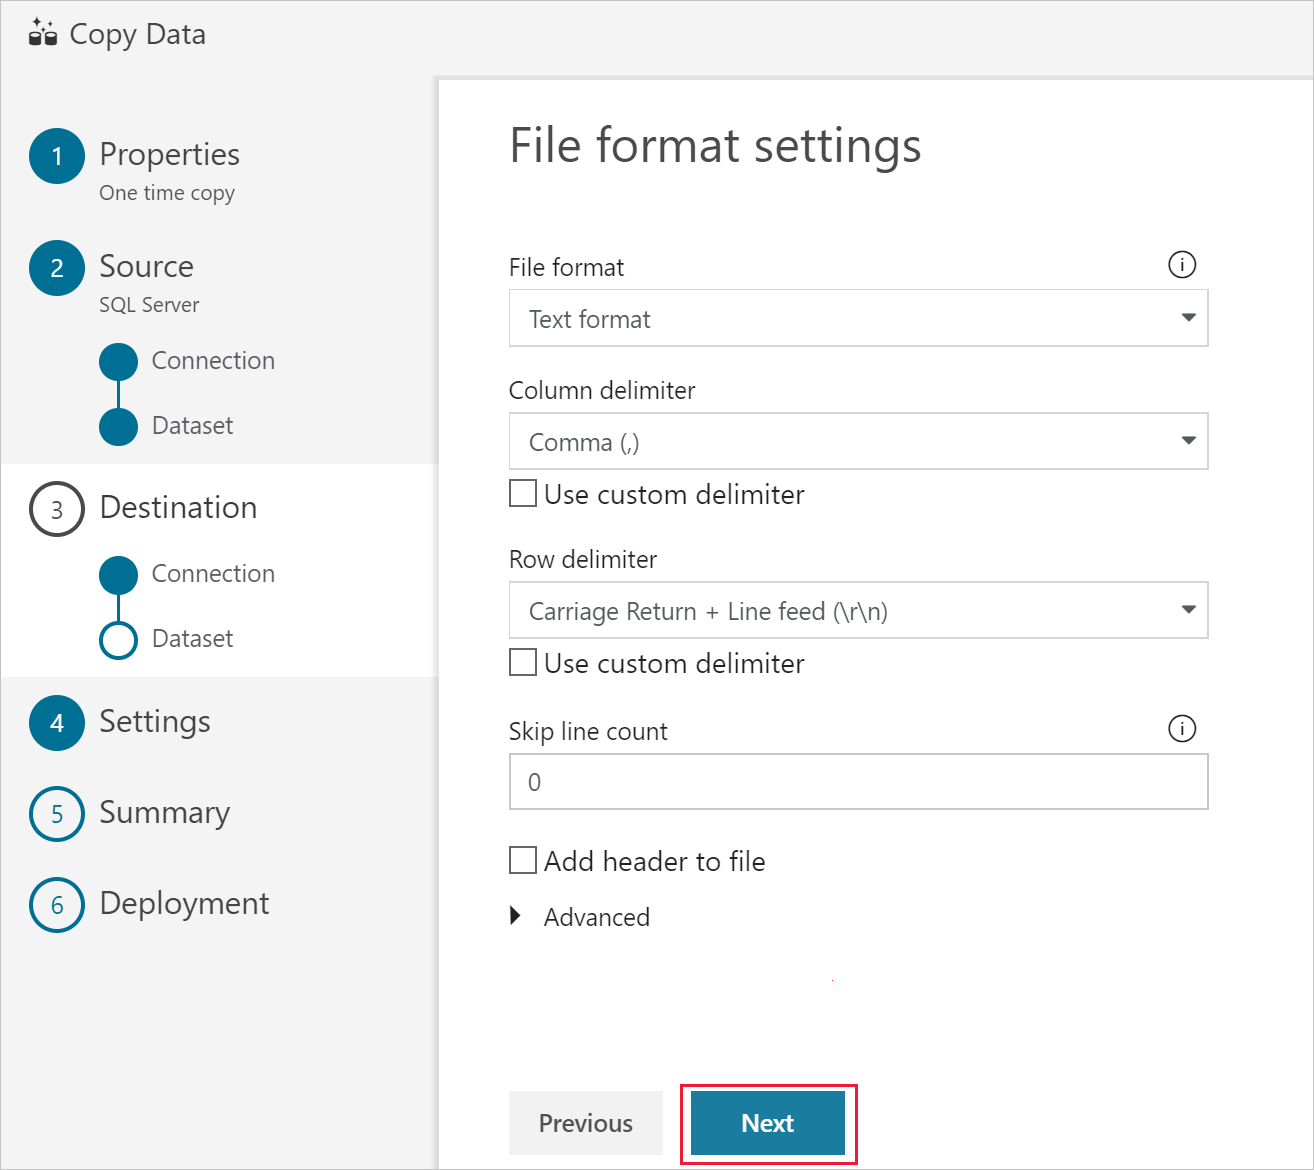 Copy Data
1 Properties
One time copy
2 Source
SQL Server
Connection
Dataset
3 Destination
Connection
Dataset
4 Settings
5 Summary
6 Deployment
File format settings
File format
Text format
Column delimiter
Comma (,)
Use custom delimiter
Row delimiter
Carriage Return + Line feed (\r\n)
Use custom delimiter
Skip line count
0
Add header to file
Advanced
Previous Next